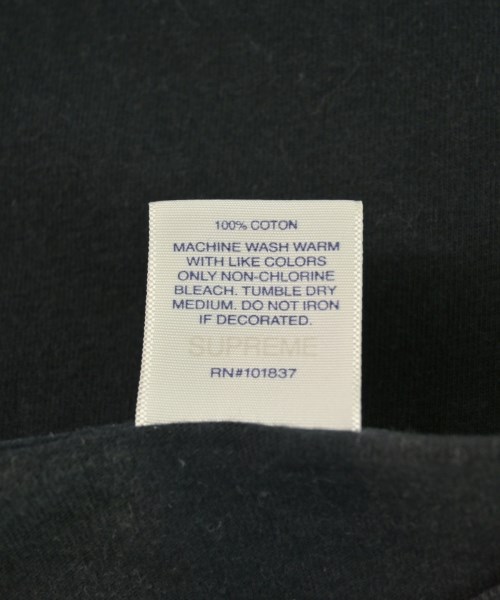 100% COTON
MACHINE WASH WARM
WITH LIKE COLORS
ONLY NON-CHLORINE
BLEACH. TUMBLE DRY
MEDIUM. DO NOT IRON
IF DECORATED.
SUPREME
RN#101837